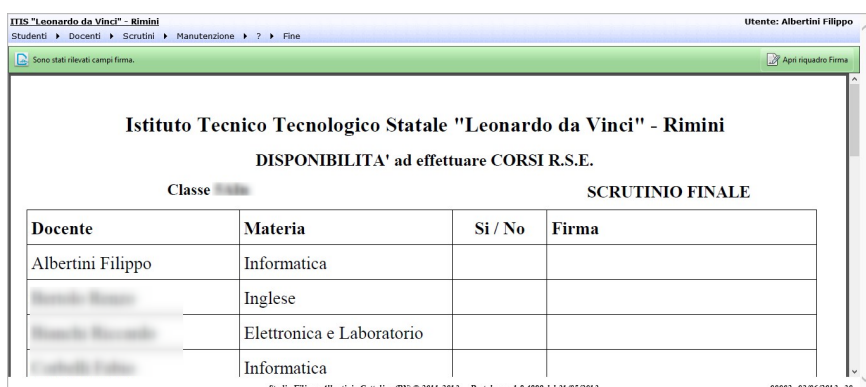 ITIS "Leonardo da Vinci" - Rimini Utente: Albertini Filippo
Studenti Docenti Scrutini Manutenzione ? Fine
Sono stati rilevati campi firma. Apri riquadro Firma
Istituto Tecnico Tecnologico Statale "Leonardo da Vinci" - Rimini
DISPONIBILITA' ad effettuare CORSI R.S.E.
Classe SCRUTINIO FINALE
Docente Materia Si / No Firma
Albertini Filippo Informatica
Inglese
Elettronica e Laboratorio
Informatica